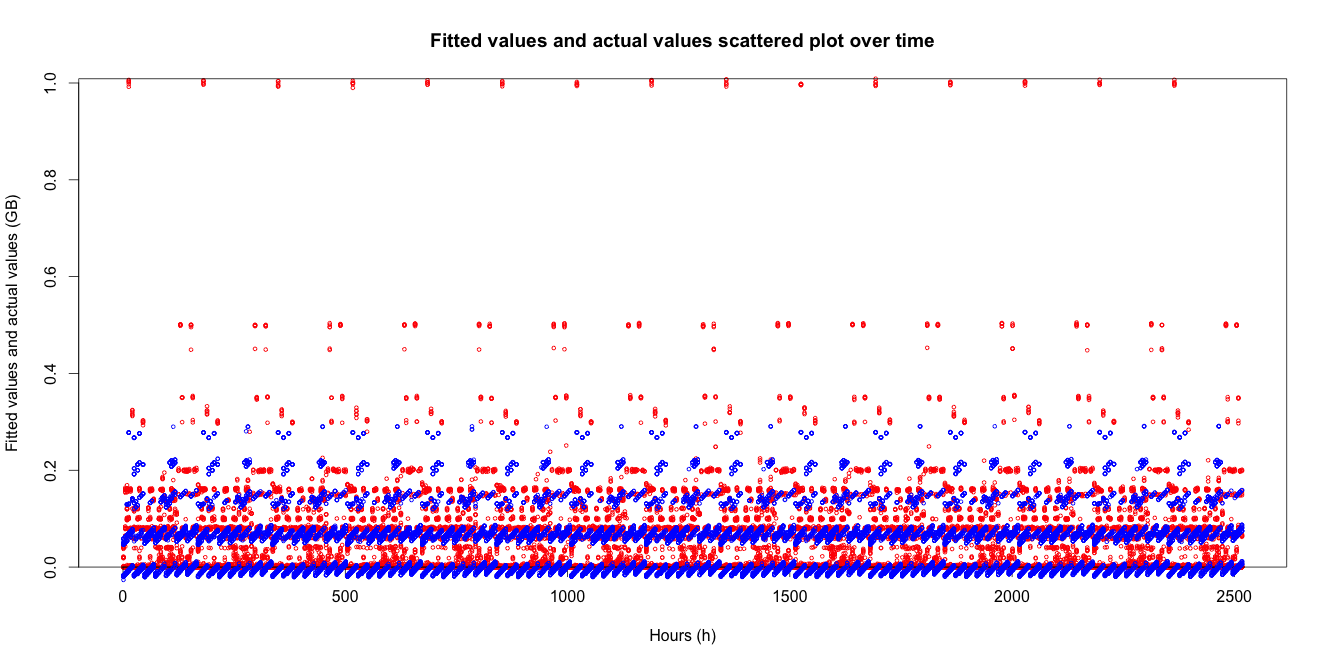 Fitted values and actual values scattered plot over time
Fitted values and actual values (GB)
1.0
0.8
0.6
0.4
0.2
0.0
0 500 1000 1500 2000 2500
Hours (h)